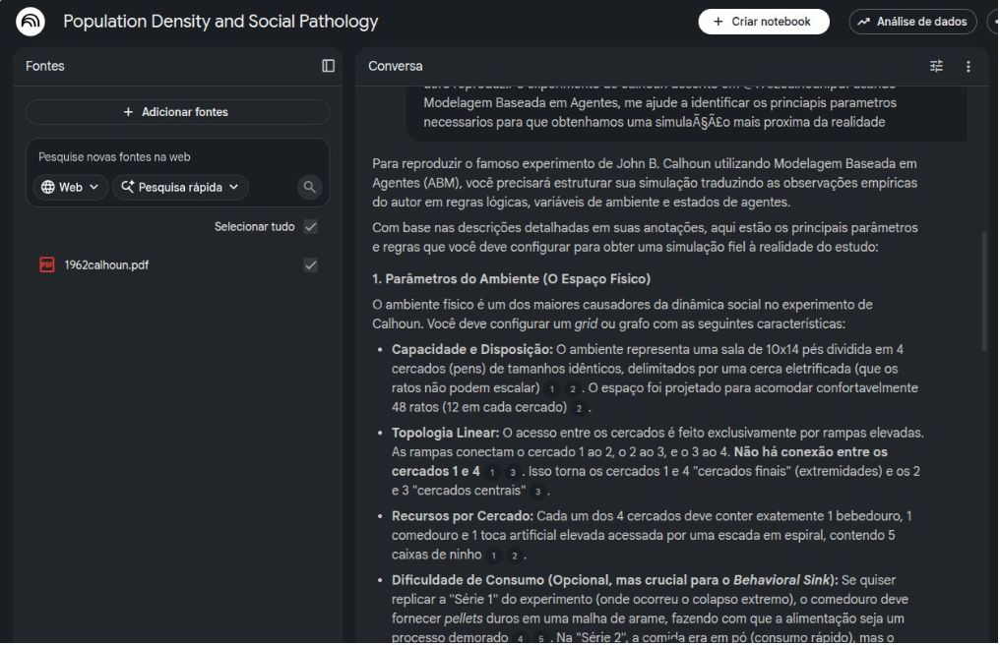 Population Density and Social Pathology
+ Criar notebook
Análise de dados
Fontes
+ Adicionar fontes
Pesquise novas fontes na web
Web
Pesquisa rápida
Selecionar tudo
PDF
1962calhoun.pdf
Conversa
Modelagem Baseada em Agentes, me ajude a identificar os princiapis parametros
necessarios para que obtenhamos uma simulaÃ§Ã£o mais proxima da realidade
Para reproduzir o famoso experimento de John B. Calhoun utilizando Modelagem Baseada em
Agentes (ABM), você precisará estruturar sua simulação traduzindo as observações empíricas
do autor em regras lógicas, variáveis de ambiente e estados de agentes.
Com base nas descrições detalhadas em suas anotações, aqui estão os principais parâmetros
e regras que você deve configurar para obter uma simulação fiel à realidade do estudo:
1. Parâmetros do Ambiente (O Espaço Físico)
O ambiente físico é um dos maiores causadores da dinâmica social no experimento de
Calhoun. Você deve configurar um grid ou grafo com as seguintes características:
• Capacidade e Disposição: O ambiente representa uma sala de 10x14 pés dividida em 4
cercados (pens) de tamanhos idênticos, delimitados por uma cerca eletrificada (que os
ratos não podem escalar) 1 2 . O espaço foi projetado para acomodar confortavelmente
48 ratos (12 em cada cercado) 2 .
• Topologia Linear: O acesso entre os cercados é feito exclusivamente por rampas elevadas.
As rampas conectam o cercado 1 ao 2, o 2 ao 3, e o 3 ao 4. Não há conexão entre os
cercados 1 e 4 1 3 . Isso torna os cercados 1 e 4 "cercados finais" (extremidades) e os 2
e 3 "cercados centrais" 3 .
• Recursos por Cercado: Cada um dos 4 cercados deve conter exatemente 1 bebedouro, 1
comedouro e 1 toca artificial elevada acessada por uma escada em espiral, contendo 5
caixas de ninho 1 2 .
• Dificuldade de Consumo (Opcional, mas crucial para o Behavioral Sink): Se quiser
replicar a "Série 1" do experimento (onde ocorreu o colapso extremo), o comedouro deve
fornecer pellets duros em uma malha de arame, fazendo com que a alimentação seja um
processo demorado 4 5 . Na "Série 2", a comida era em pó (consumo rápido), mas o